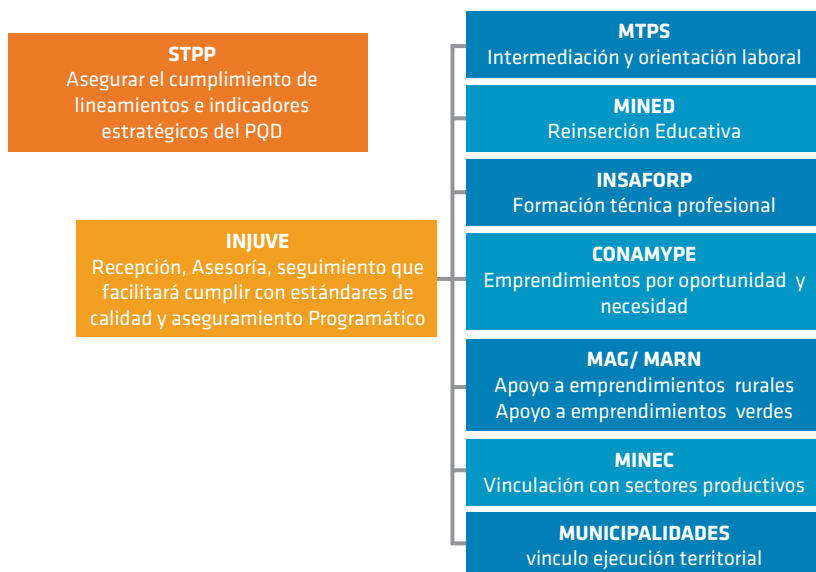 STPP
Asegurar el cumplimiento de
lineamientos e indicadores
estratégicos del PQD
INJUVE
Recepción, Asesoría, seguimiento que
facilitará cumplir con estándares de
calidad y aseguramiento Programático
MTPS
Intermediación y orientación laboral
MINED
Reinserción Educativa
INSAFORP
Formación técnica profesional
CONAMYPE
Emprendimientos por oportunidad y
necesidad
MAG/ MARN
Apoyo a emprendimientos rurales
Apoyo a emprendimientos verdes
MINEC
Vinculación con sectores productivos
MUNICIPALIDADES
vinculo ejecución territorial